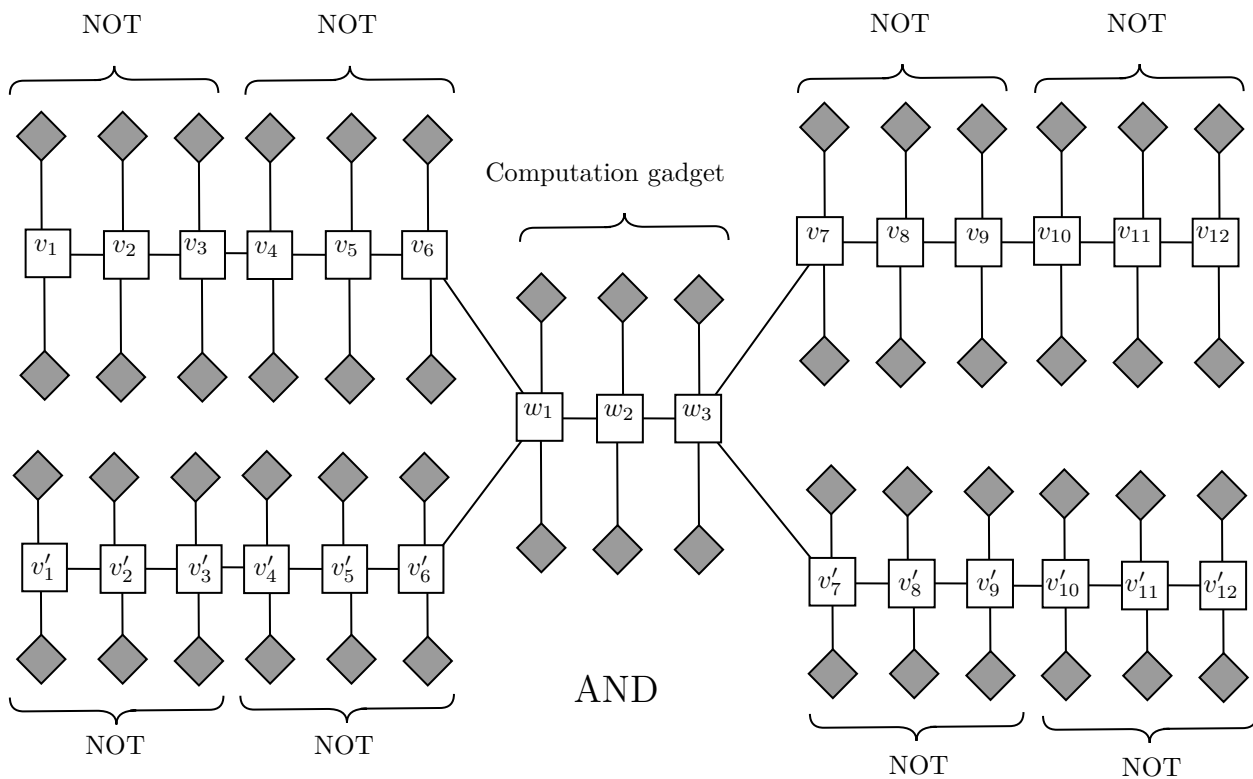 NOT NOT NOT NOT
Computation gadget
v₁ v₂ v₃ v₄ v₅ v₆
v₇ v₈ v₉ v₁₀ v₁₁ v₁₂
w₁ w₂ w₃
v′₁ v′₂ v′₃ v′₄ v′₅ v′₆
v′₇ v′₈ v′₉ v′₁₀ v′₁₁ v′₁₂
AND
NOT NOT
NOT NOT